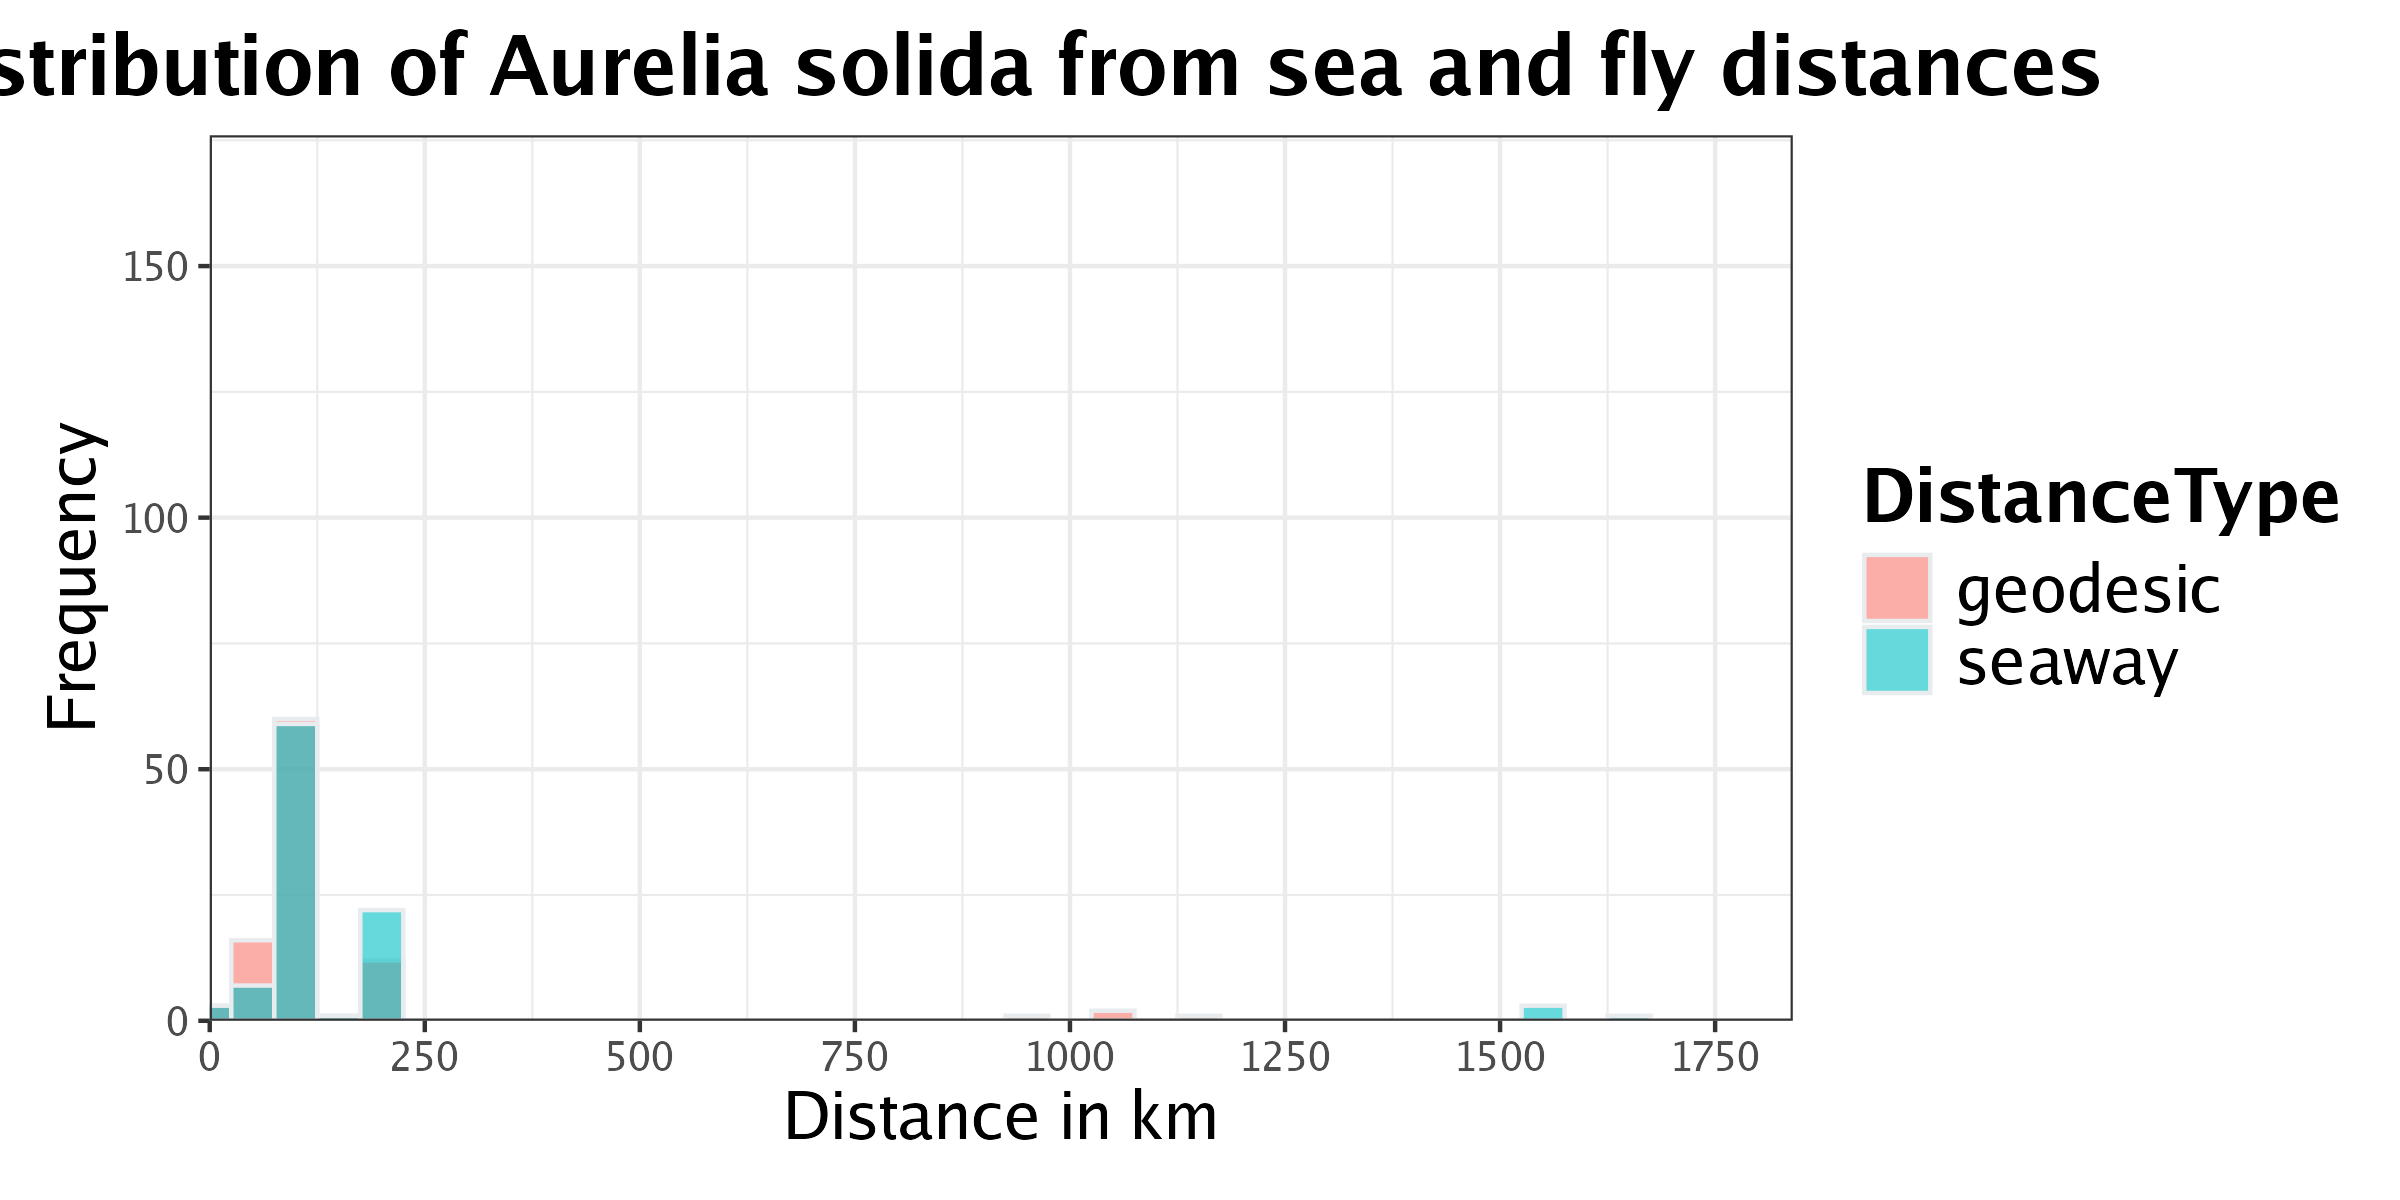 stribution of Aurelia solida from sea and fly distances
Frequency
150
100
50
0
0 250 500 750 1000 1250 1500 1750
Distance in km
DistanceType
geodesic
seaway